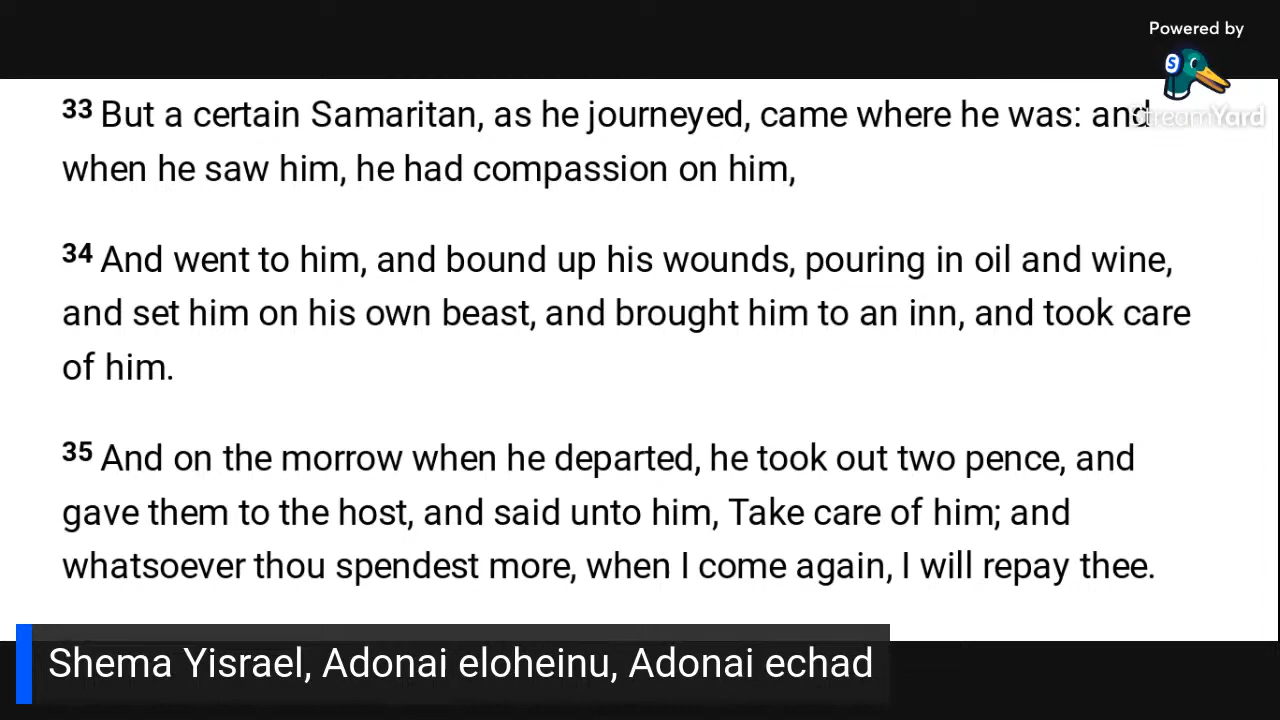 Powered by
S
StreamYard
33 But a certain Samaritan, as he journeyed, came where he was: and
when he saw him, he had compassion on him,
34 And went to him, and bound up his wounds, pouring in oil and wine,
and set him on his own beast, and brought him to an inn, and took care
of him.
35 And on the morrow when he departed, he took out two pence, and
gave them to the host, and said unto him, Take care of him; and
whatsoever thou spendest more, when I come again, I will repay thee.
Shema Yisrael, Adonai eloheinu, Adonai echad